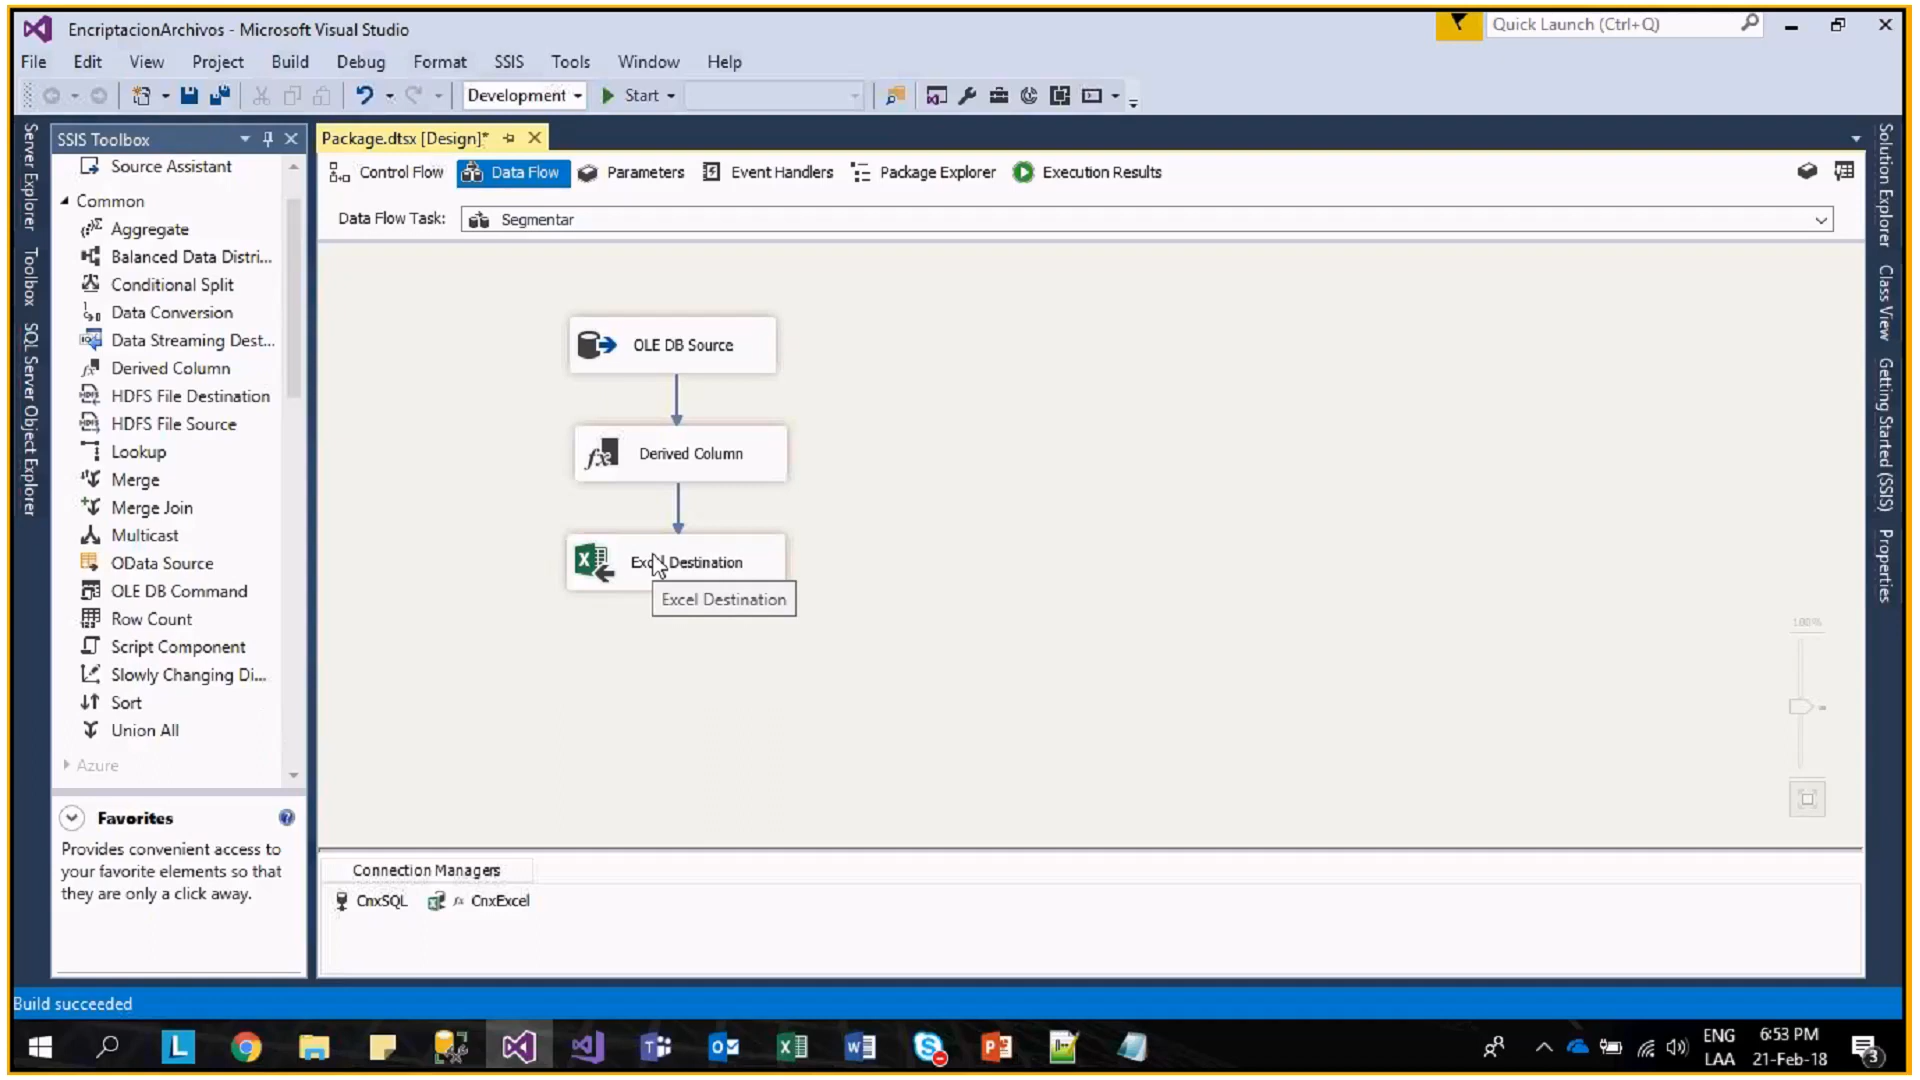 EncriptacionArchivos - Microsoft Visual Studio
Quick Launch (Ctrl+Q)
File Edit View Project Build Debug Format SSIS Tools Window Help
Development Start
SSIS Toolbox
Package.dtsx [Design]*
Source Assistant
Common
Aggregate
Balanced Data Distri...
Conditional Split
Data Conversion
Data Streaming Dest...
Derived Column
HDFS File Destination
HDFS File Source
Lookup
Merge
Merge Join
Multicast
OData Source
OLE DB Command
Row Count
Script Component
Slowly Changing Di...
Sort
Union All
Azure
Favorites
Provides convenient access to
your favorite elements so that
they are only a click away.
Server Explorer
Toolbox
SQL Server Object Explorer
Control Flow Data Flow Parameters Event Handlers Package Explorer Execution Results
Data Flow Task: Segmentar
OLE DB Source
Derived Column
Excel Destination
Excel Destination
100%
Connection Managers
CnxSQL CnxExcel
Solution Explorer
Class View
Getting Started (SSIS)
Properties
Build succeeded
ENG
LAA
6:53 PM
21-Feb-18
3